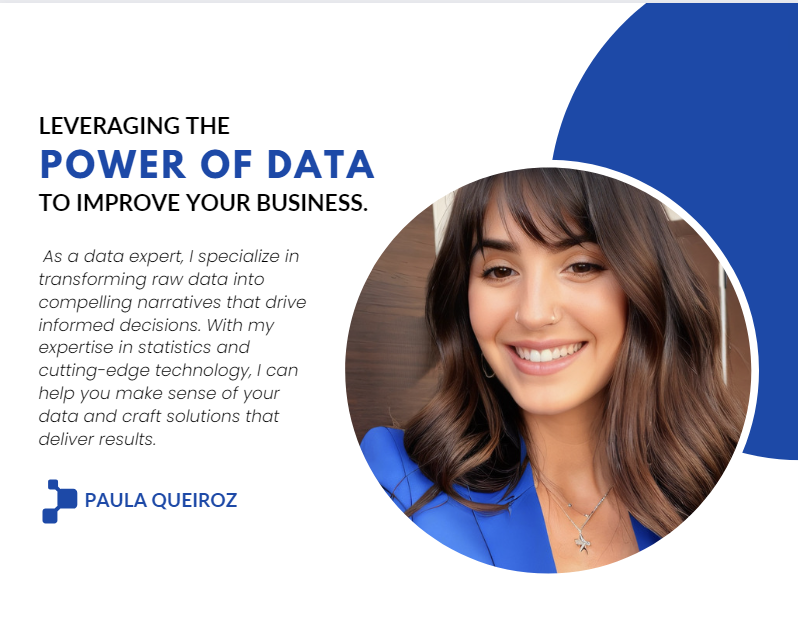 LEVERAGING THE
POWER OF DATA
TO IMPROVE YOUR BUSINESS.
As a data expert, I specialize in
transforming raw data into
compelling narratives that drive
informed decisions. With my
expertise in statistics and
cutting-edge technology, I can
help you make sense of your
data and craft solutions that
deliver results.
PAULA QUEIROZ